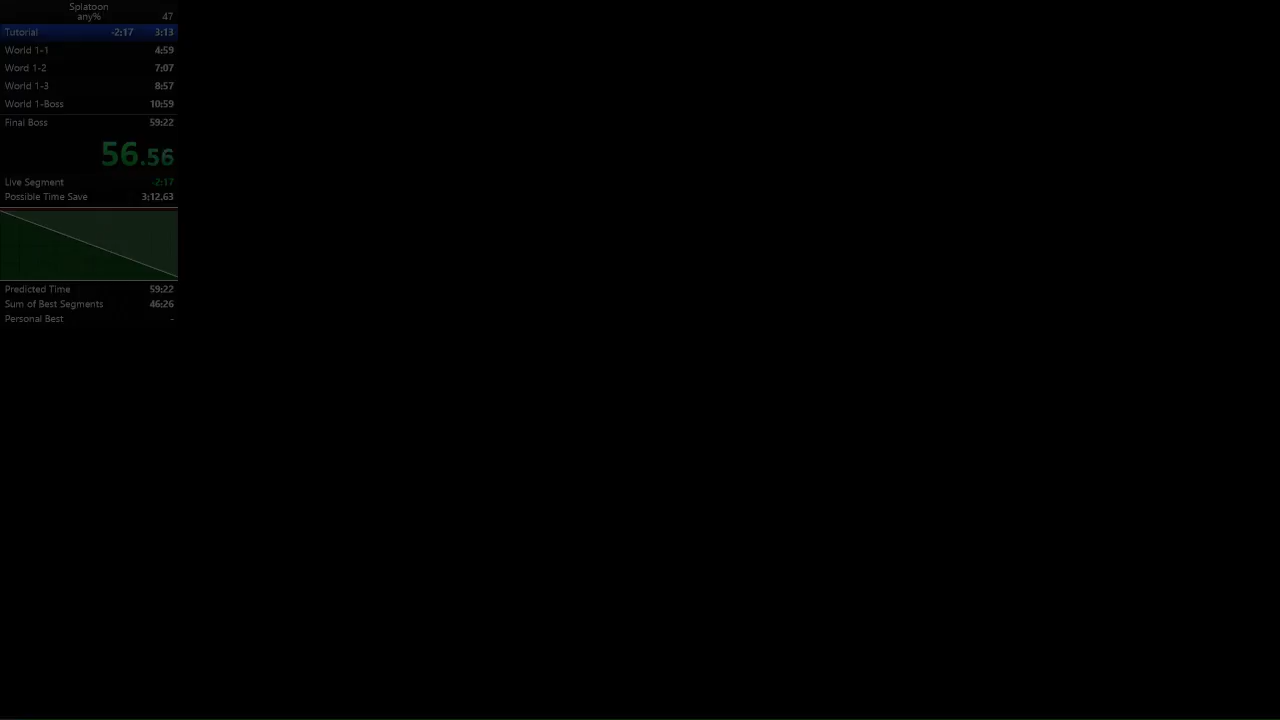 Splatoon
any% 47
Tutorial -2:17 3:13
World 1-1 4:59
Word 1-2 7:07
World 1-3 8:57
World 1-Boss 10:59
Final Boss 59:22
56.56
Live Segment -2:17
Possible Time Save 3:12.63
Predicted Time 59:22
Sum of Best Segments 46:26
Personal Best -